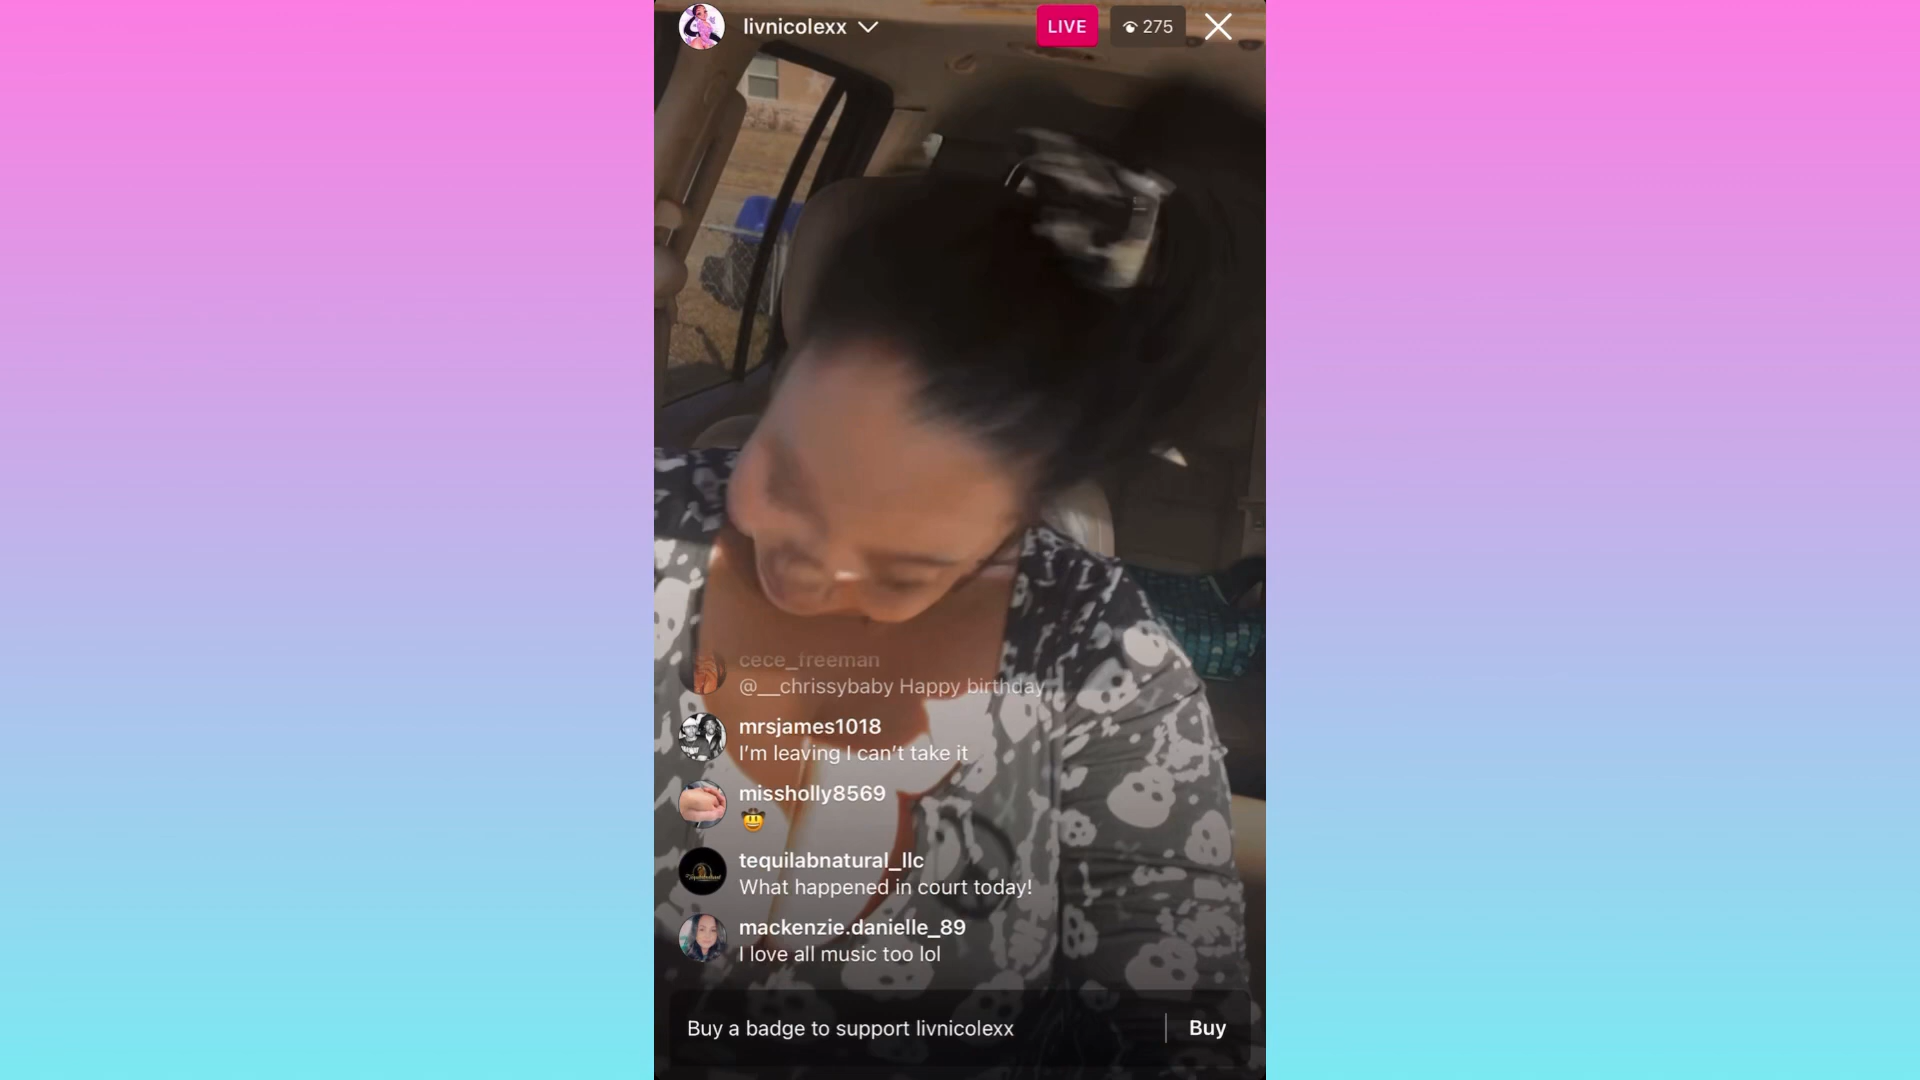 livnicolexx
LIVE
275
cece_freeman
@__chrissybaby Happy birthday
mrsjames1018
I’m leaving I can’t take it
missholly8569
🤠
tequilabnatural_llc
What happened in court today!
mackenzie.danielle_89
I love all music too lol
Buy a badge to support livnicolexx
Buy